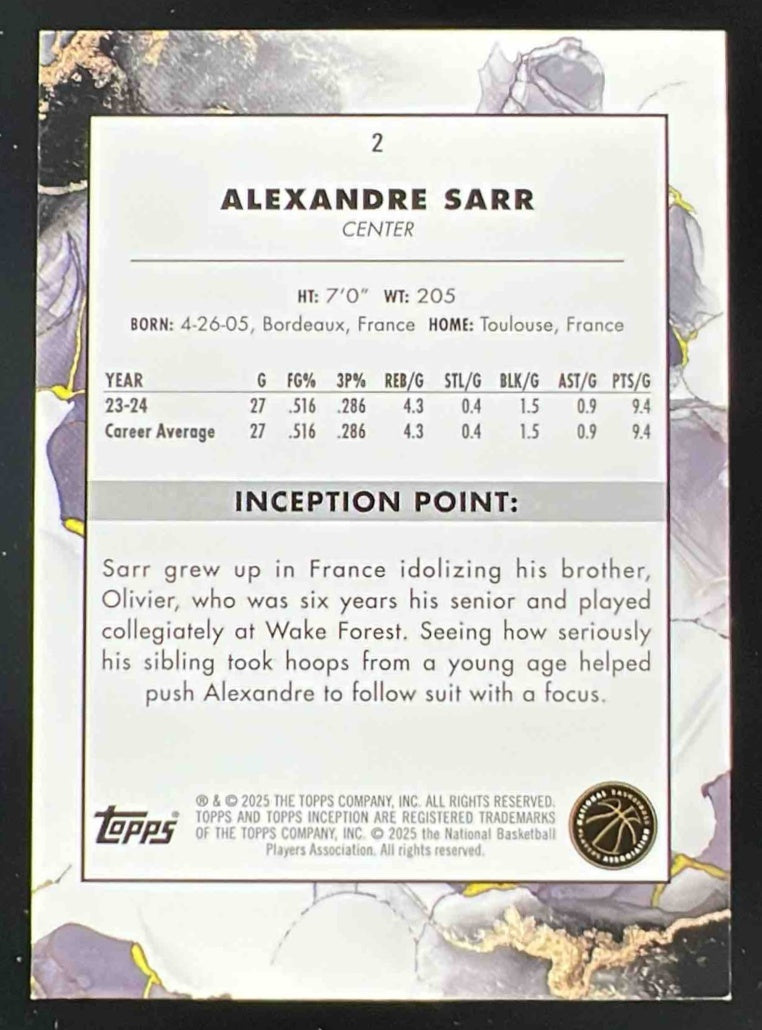 2
ALEXANDRE SARR
CENTER
HT: 7'0" WT: 205
BORN: 4-26-05, Bordeaux, France HOME: Toulouse, France
YEAR G FG% 3P% REB/G STL/G BLK/G AST/G PTS/G
23-24 27 .516 .286 4.3 0.4 1.5 0.9 9.4
Career Average 27 .516 .286 4.3 0.4 1.5 0.9 9.4
INCEPTION POINT:
Sarr grew up in France idolizing his brother,
Olivier, who was six years his senior and played
collegiately at Wake Forest. Seeing how seriously
his sibling took hoops from a young age helped
push Alexandre to follow suit with a focus.
Topps®
® & © 2025 THE TOPPS COMPANY, INC. ALL RIGHTS RESERVED.
TOPPS AND TOPPS INCEPTION ARE REGISTERED TRADEMARKS
OF THE TOPPS COMPANY, INC. © 2025 the National Basketball
Players Association. All rights reserved.
NATIONAL BASKETBALL PLAYERS ASSOCIATION